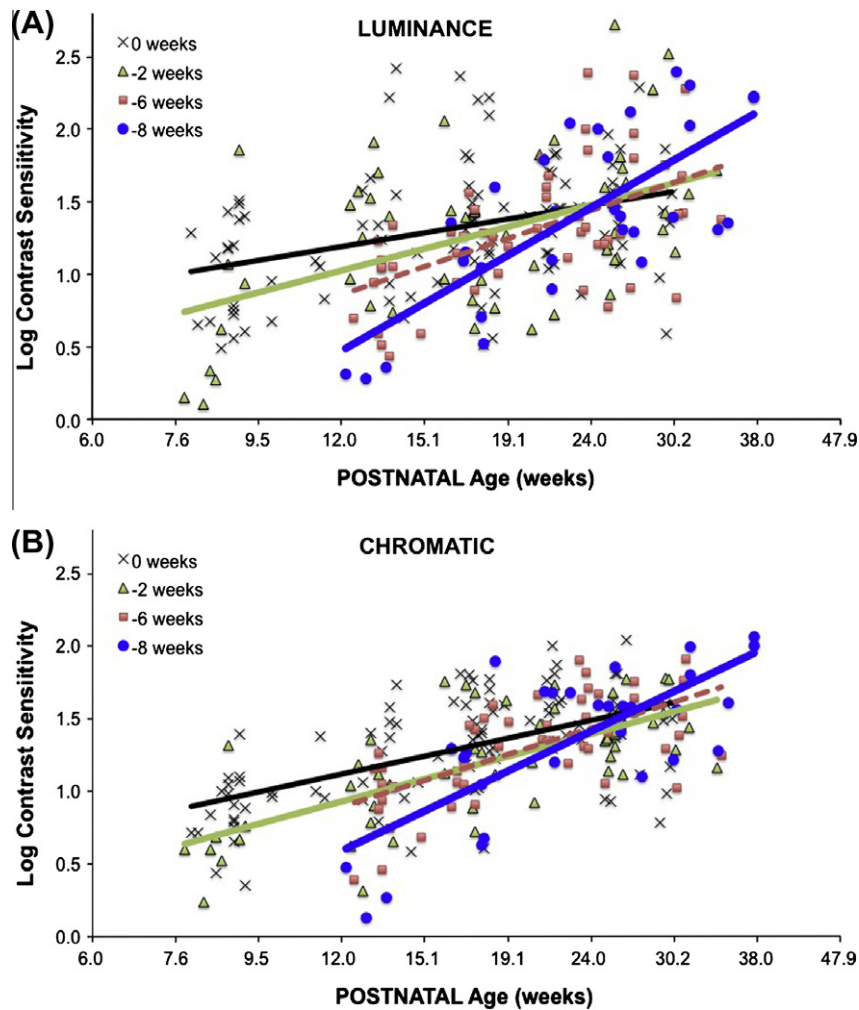 (A)
LUMINANCE
0 weeks
-2 weeks
-6 weeks
-8 weeks
Log Contrast Sensiitivity
2.5
2.0
1.5
1.0
0.5
0.0
6.0 7.6 9.5 12.0 15.1 19.1 24.0 30.2 38.0 47.9
POSTNATAL Age (weeks)
(B)
CHROMATIC
0 weeks
-2 weeks
-6 weeks
-8 weeks
Log Contrast Sensiitivity
2.5
2.0
1.5
1.0
0.5
0.0
6.0 7.6 9.5 12.0 15.1 19.1 24.0 30.2 38.0 47.9
POSTNATAL Age (weeks)